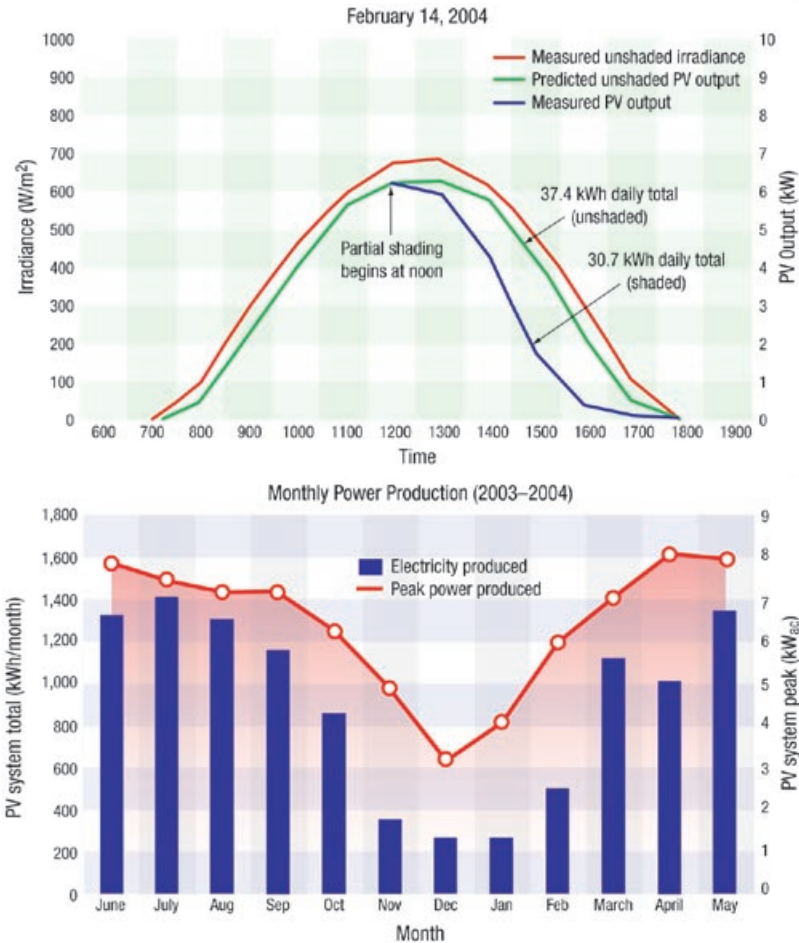 February 14, 2004
1000
900
800
700
600
500
400
300
200
100
0
Irradiance (W/m²)
10
9
8
7
6
5
4
3
2
1
0
PV Output (kW)
Measured unshaded irradiance
Predicted unshaded PV output
Measured PV output
37.4 kWh daily total
(unshaded)
Partial shading
begins at noon
30.7 kWh daily total
(shaded)
600 700 800 900 1000 1100 1200 1300 1400 1500 1600 1700 1800 1900
Time
Monthly Power Production (2003–2004)
1,800
1,600
1,400
1,200
1,000
800
600
400
200
0
PV system total (kWh/month)
9
8
7
6
5
4
3
2
1
0
PV system peak (kWac)
Electricity produced
Peak power produced
June July Aug Sep Oct Nov Dec Jan Feb March April May
Month